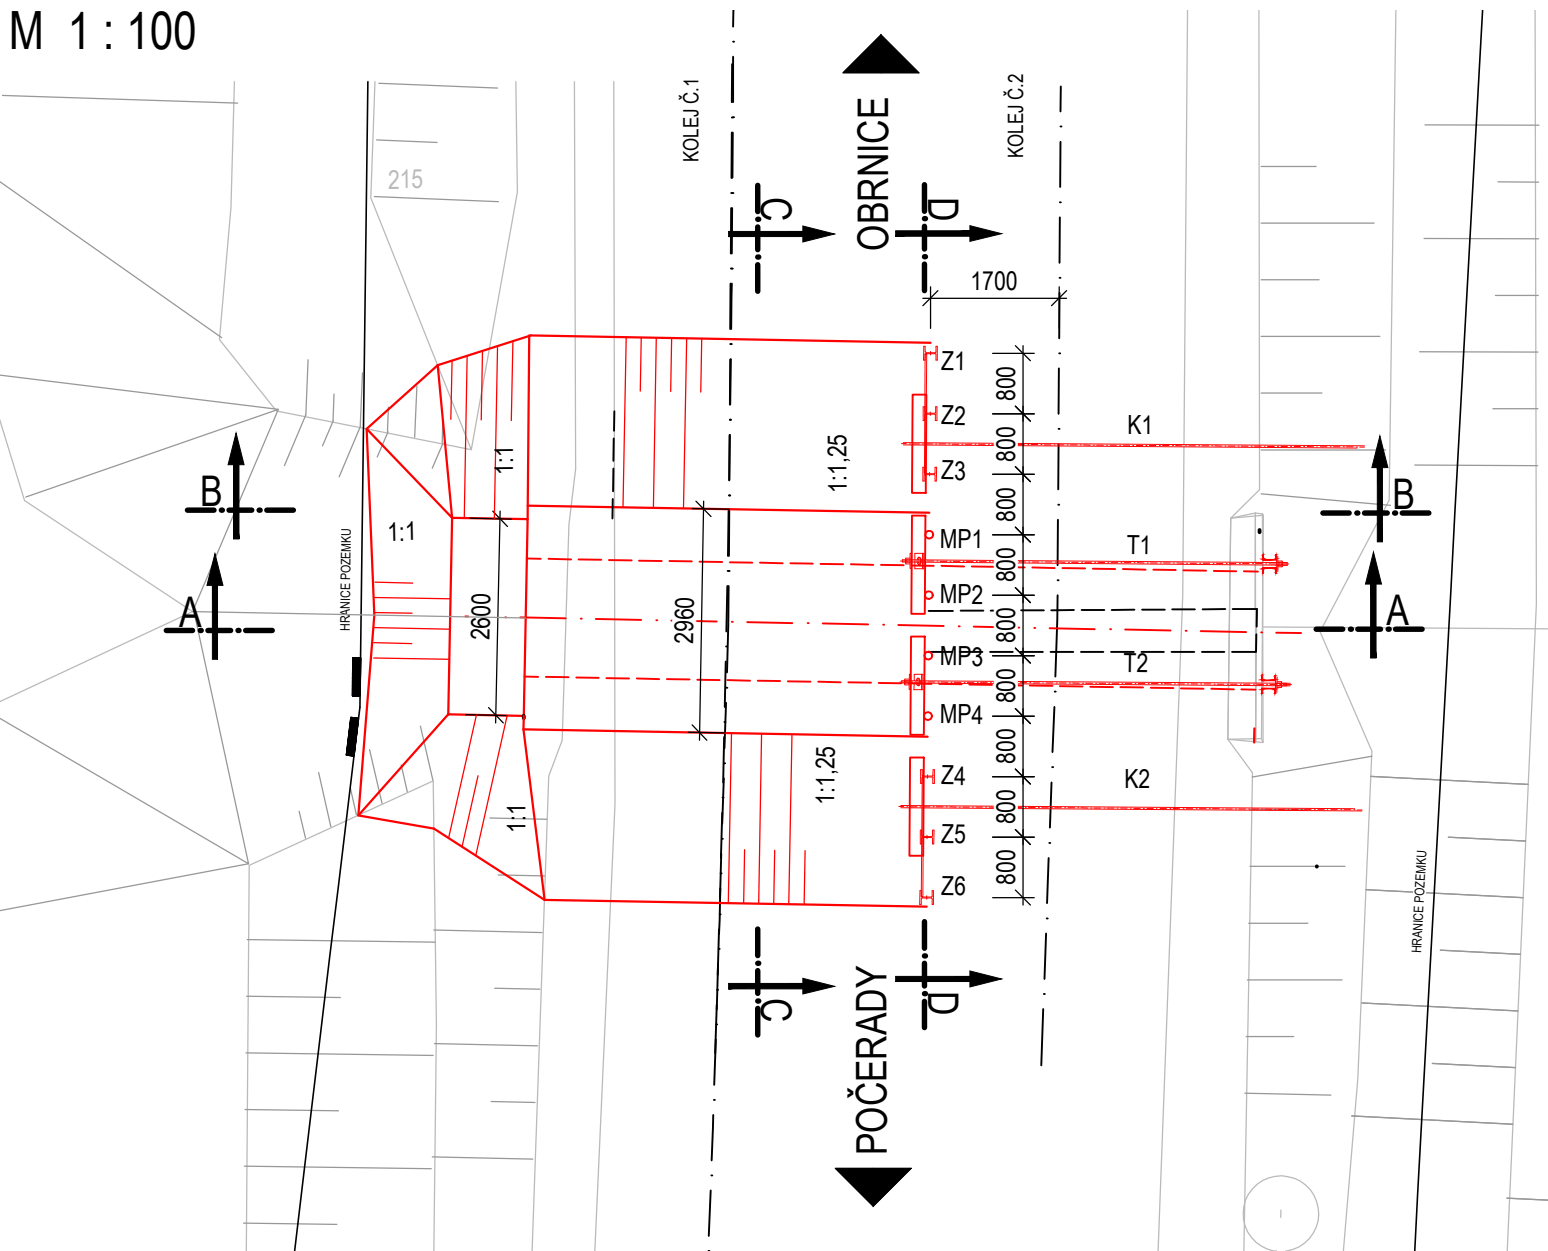 M 1 : 100
KOLEJ Č.1
OBRNICE
KOLEJ Č.2
215
C
D
1700
Z1
800
Z2
K1
800
1:1
1:1,25
Z3
B
B
800
1:1
HRANICE POZEMKU
MP1
T1
800
MP2
2600
2960
A
A
800
MP3
T2
800
MP4
800
1:1,25
Z4
K2
800
1:1
Z5
800
Z6
HRANICE POZEMKU
C
D
POČERADY